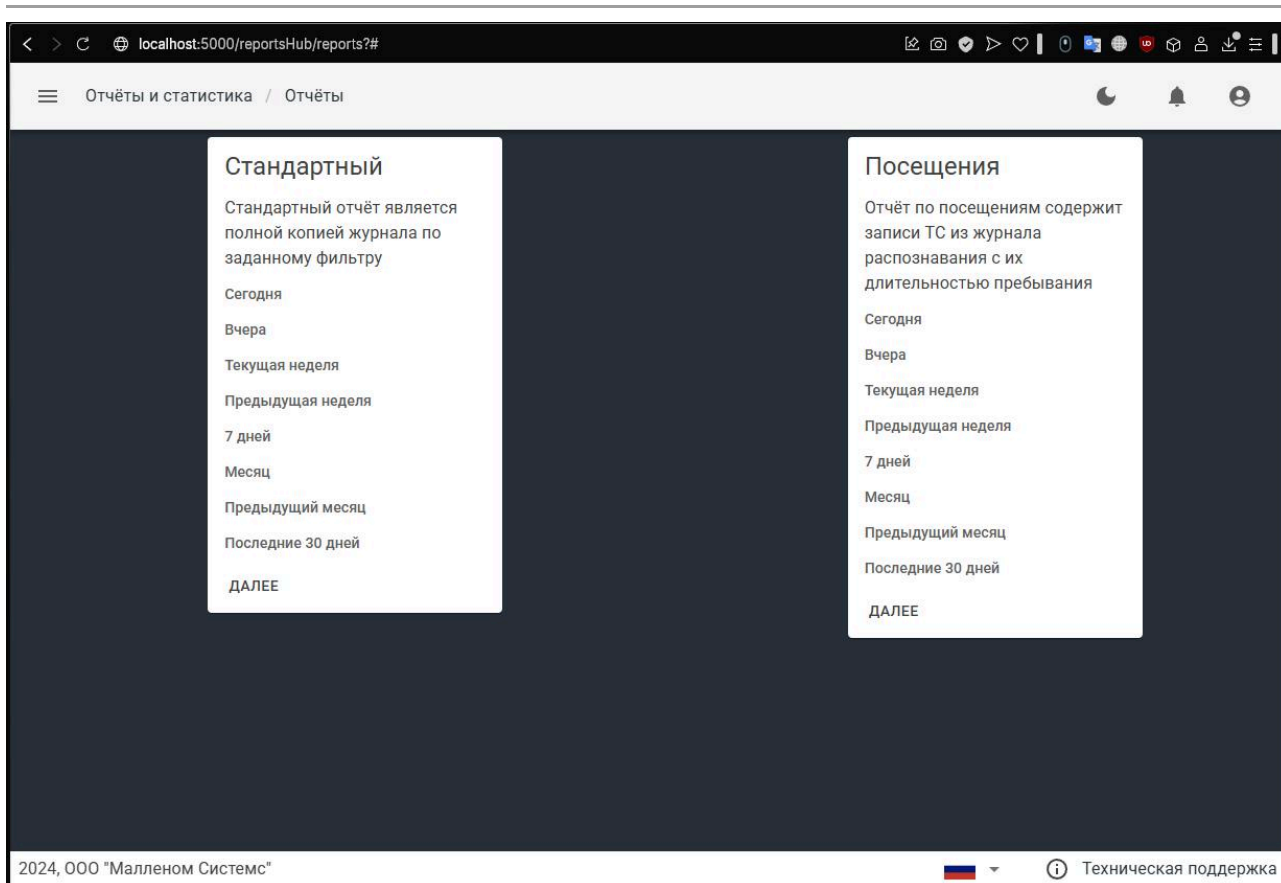 localhost:5000/reportsHub/reports?#
Отчёты и статистика / Отчёты
Стандартный
Стандартный отчёт является
полной копией журнала по
заданному фильтру
Сегодня
Вчера
Текущая неделя
Предыдущая неделя
7 дней
Месяц
Предыдущий месяц
Последние 30 дней
ДАЛЕЕ
Посещения
Отчёт по посещениям содержит
записи ТС из журнала
распознавания с их
длительностью пребывания
Сегодня
Вчера
Текущая неделя
Предыдущая неделя
7 дней
Месяц
Предыдущий месяц
Последние 30 дней
ДАЛЕЕ
2024, ООО "Малленом Системс"
Техническая поддержка